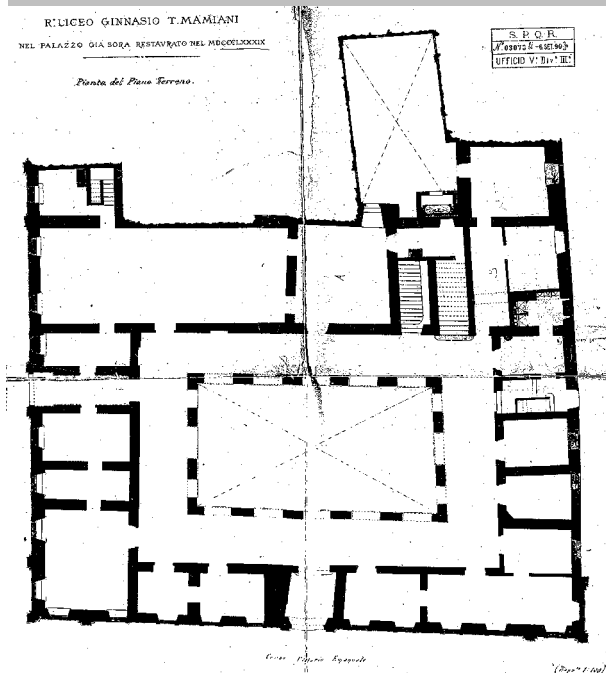 R. LICEO GINNASIO T. MAMIANI
NEL PALAZZO GIÀ SORA RESTAURATO NEL MDCCCLXXXIX
Pianta del Piano Terreno.
S. P. Q. R.
UFFICIO V. Div. III.
Corso Vittorio Emanuele